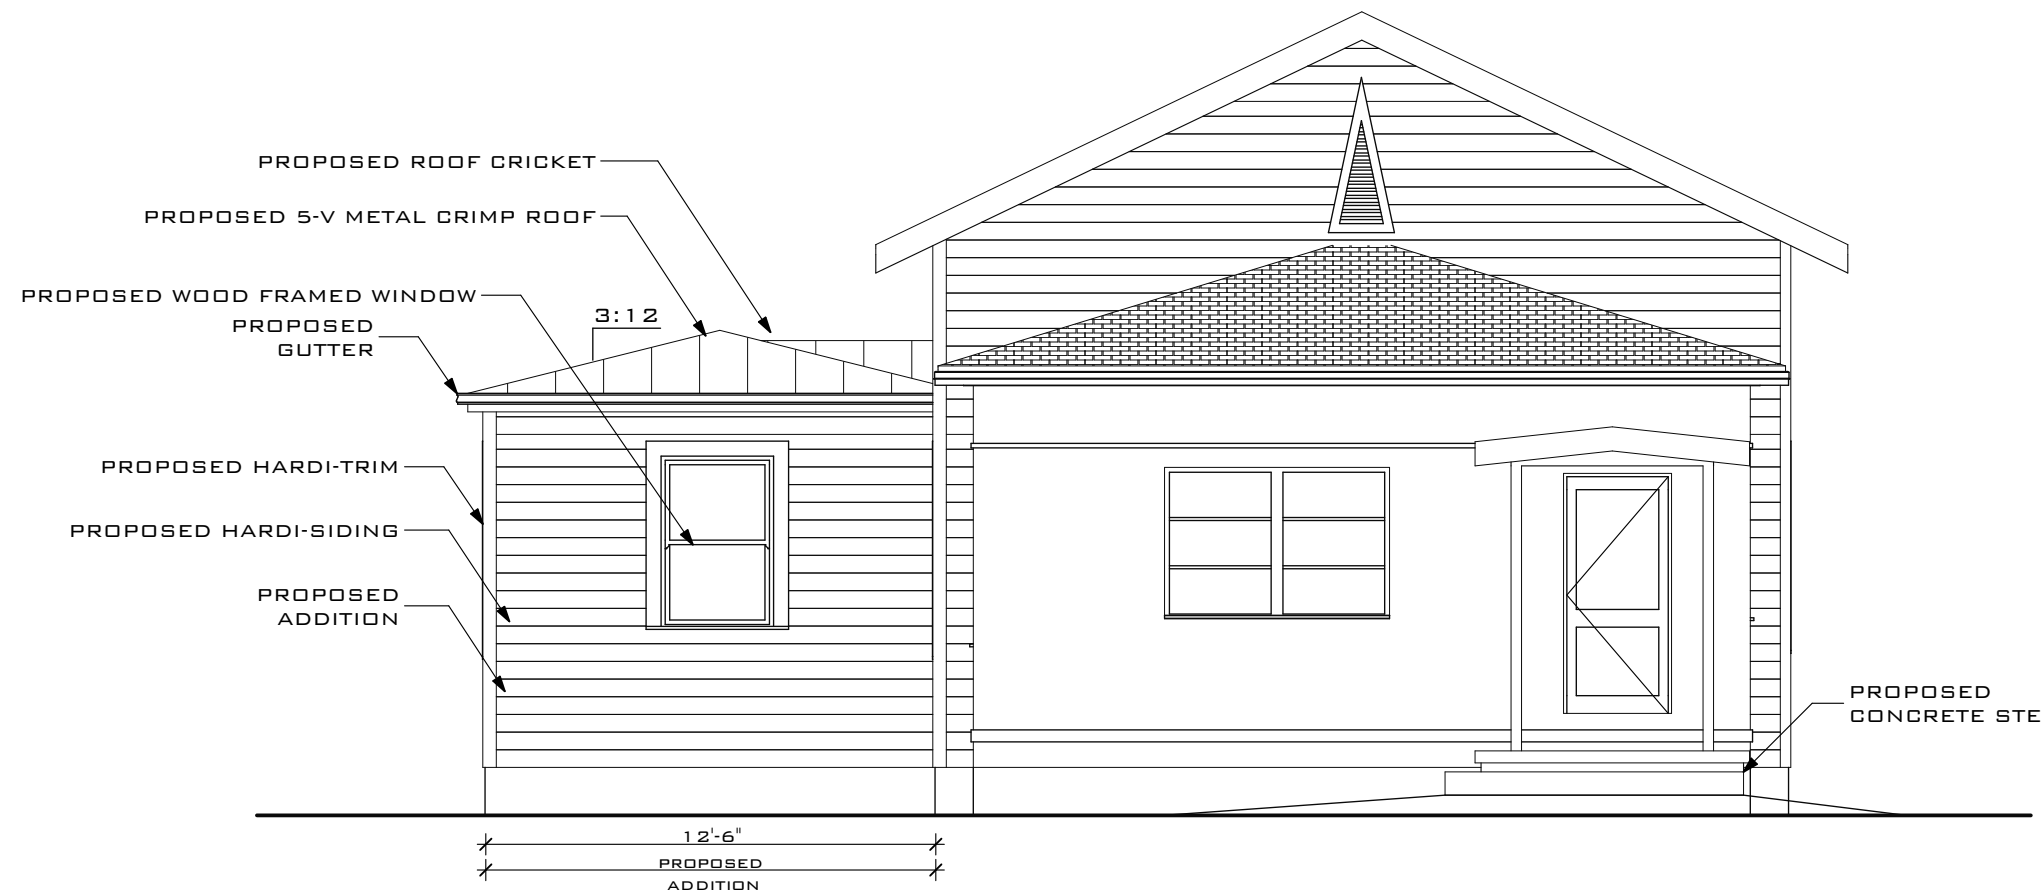 PROPOSED ROOF CRICKET
PROPOSED 5-V METAL CRIMP ROOF
PROPOSED WOOD FRAMED WINDOW
3:12
PROPOSED
GUTTER
PROPOSED HARDI-TRIM
PROPOSED HARDI-SIDING
PROPOSED
ADDITION
PROPOSED
CONCRETE STE
12'-6"
PROPOSED
ADDITION